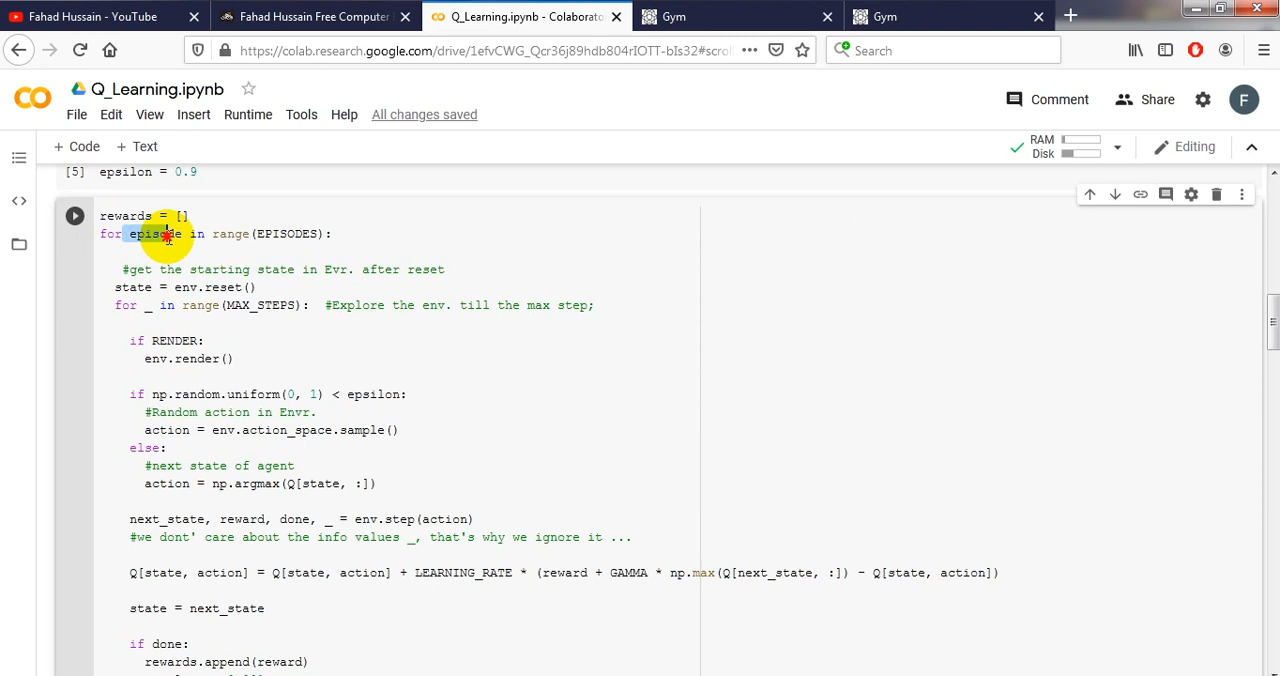 Fahad Hussain - YouTube
Fahad Hussain Free Computer
Q_Learning.ipynb - Colaborato
Gym
Gym
https://colab.research.google.com/drive/1efvCWG_Qcr36j89hdb804rIOTT-bIs32#scrol
Search
CO
Q_Learning.ipynb
Comment
Share
F
File Edit View Insert Runtime Tools Help All changes saved
+ Code + Text
RAM
Disk
Editing
[5] epsilon = 0.9
rewards = []
for episode in range(EPISODES):
#get the starting state in Evr. after reset
state = env.reset()
for _ in range(MAX_STEPS): #Explore the env. till the max step;
if RENDER:
env.render()
if np.random.uniform(0, 1) < epsilon:
#Random action in Envr.
action = env.action_space.sample()
else:
#next state of agent
action = np.argmax(Q[state, :])
next_state, reward, done, _ = env.step(action)
#we dont' care about the info values _, that's why we ignore it ...
Q[state, action] = Q[state, action] + LEARNING_RATE * (reward + GAMMA * np.max(Q[next_state, :]) - Q[state, action])
state = next_state
if done:
rewards.append(reward)